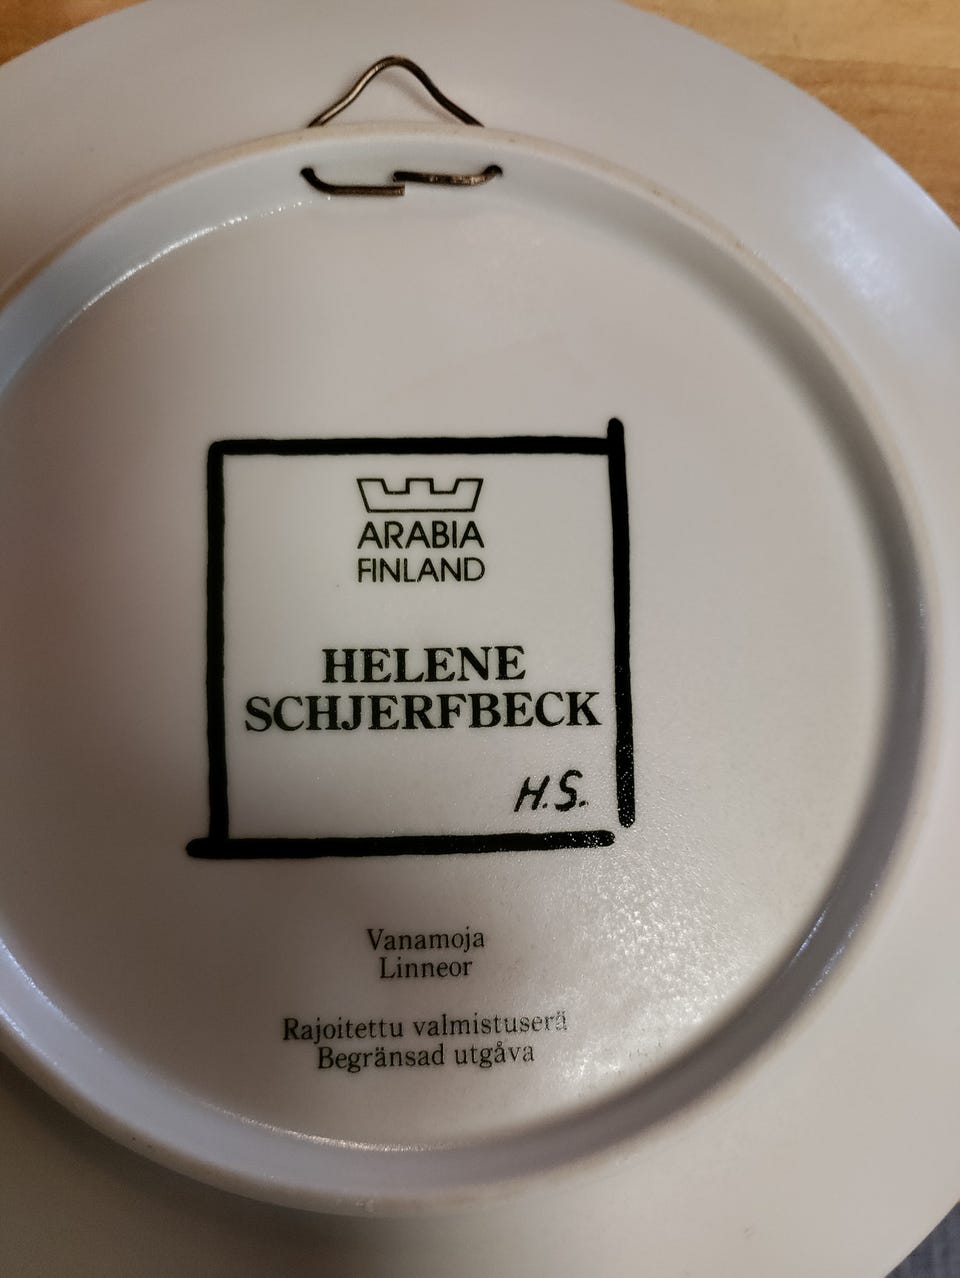 ARABIA
FINLAND
HELENE
SCHJERFBECK
H.S.
Vanamoja
Linneor
Rajoitettu valmistuserä
Begränsad utgåva